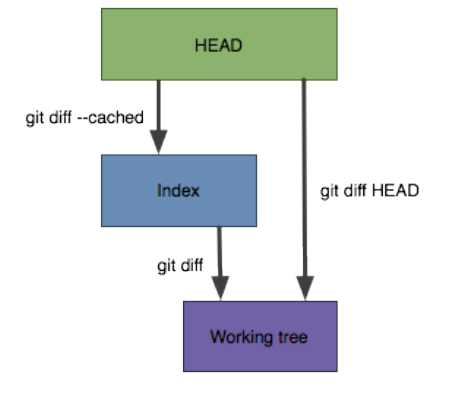 HEAD
git diff --cached
Index
git diff HEAD
git diff
Working tree